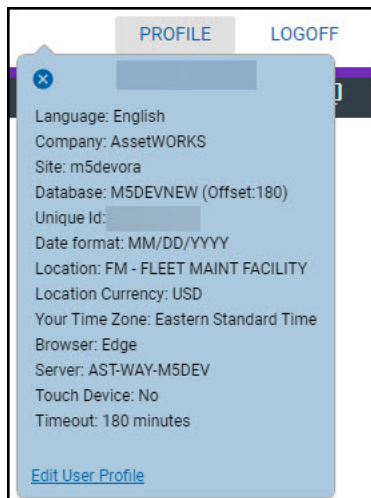 PROFILE LOGOFF
Language: English
Company: AssetWORKS
Site: m5devora
Database: M5DEVNEW (Offset:180)
Unique Id:
Date format: MM/DD/YYYY
Location: FM - FLEET MAINT FACILITY
Location Currency: USD
Your Time Zone: Eastern Standard Time
Browser: Edge
Server: AST-WAY-M5DEV
Touch Device: No
Timeout: 180 minutes
Edit User Profile